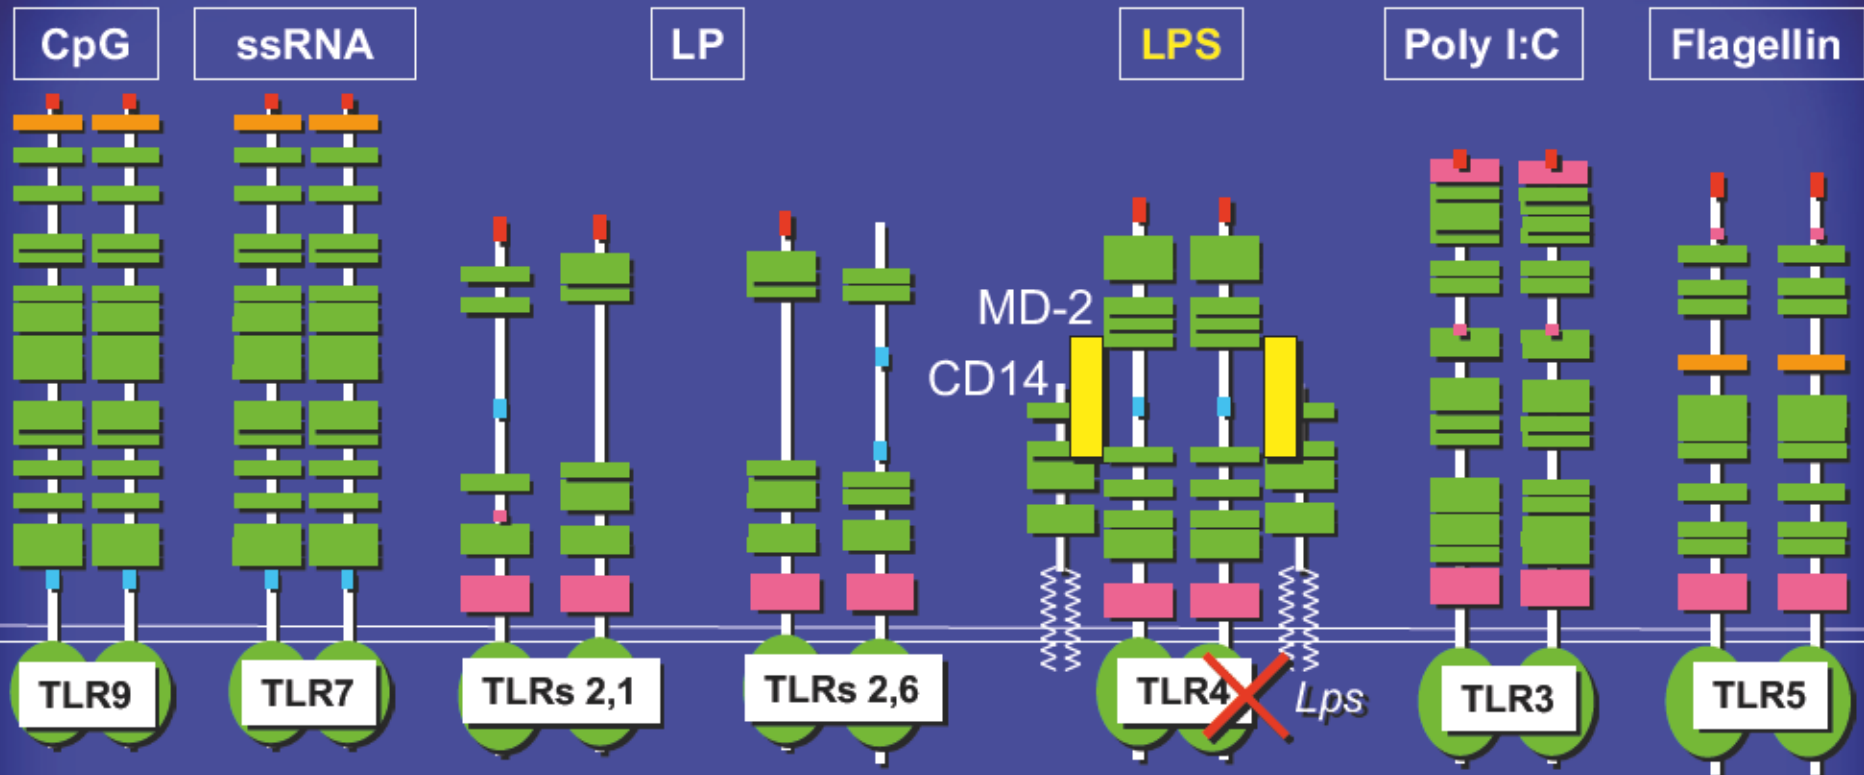 CpG
ssRNA
LP
LPS
Poly I:C
Flagellin
MD-2
CD14
TLR9
TLR7
TLRs 2,1
TLRs 2,6
TLR4
Lps
TLR3
TLR5